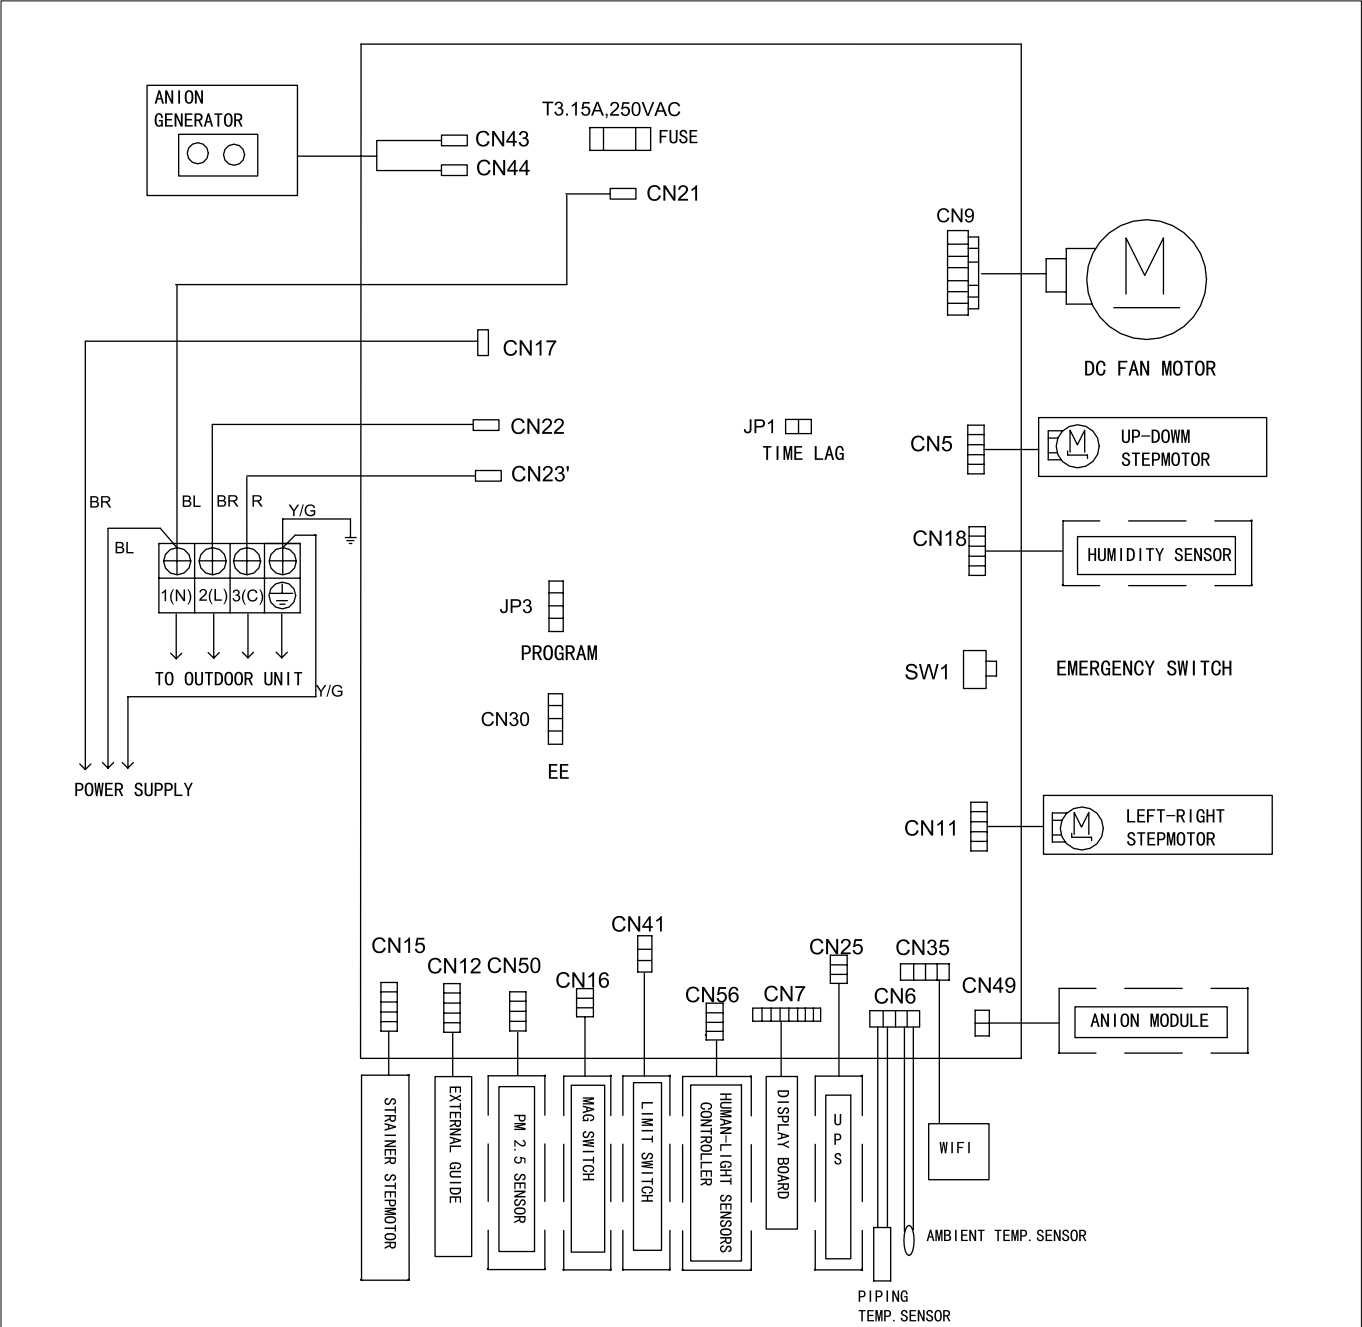 ANION
GENERATOR
T3.15A,250VAC
FUSE
CN43
CN44
CN21
CN9
DC FAN MOTOR
CN17
CN22
CN23'
JP1
TIME LAG
CN5
UP-DOWM
STEPMOTOR
BR
BL
BR
R
Y/G
BL
1(N)
2(L)
3(C)
TO OUTDOOR UNIT
Y/G
POWER SUPPLY
CN18
HUMIDITY SENSOR
JP3
PROGRAM
SW1
EMERGENCY SWITCH
CN30
EE
CN11
LEFT-RIGHT
STEPMOTOR
CN15
CN12
CN50
CN16
CN41
CN56
CN7
CN25
CN35
CN6
CN49
ANION MODULE
STRAINER STEPMOTOR
EXTERNAL GUIDE
PM 2.5 SENSOR
MAG SWITCH
LIMIT SWITCH
HUMAN-LIGHT SENSORS
CONTROLLER
DISPLAY BOARD
UPS
WIFI
AMBIENT TEMP.SENSOR
PIPING
TEMP.SENSOR
M
M
M